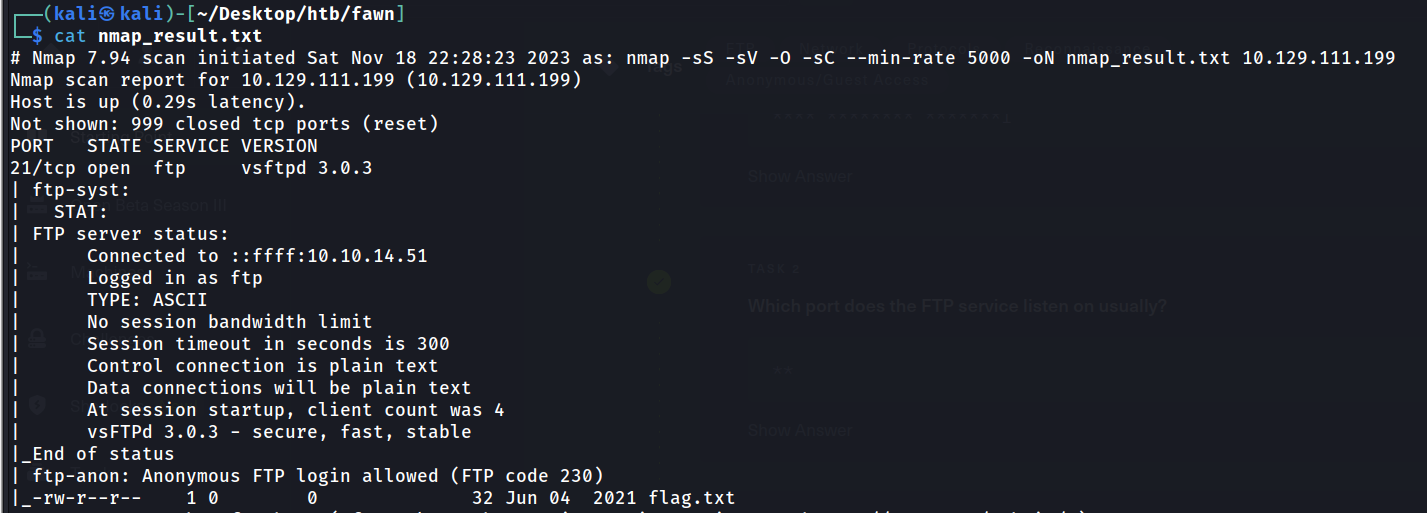 ┌──(kali㉿kali)-[~/Desktop/htb/fawn]
└─$ cat nmap_result.txt
# Nmap 7.94 scan initiated Sat Nov 18 22:28:23 2023 as: nmap -sS -sV -O -sC --min-rate 5000 -oN nmap_result.txt 10.129.111.199
Nmap scan report for 10.129.111.199 (10.129.111.199)
Host is up (0.29s latency).
Not shown: 999 closed tcp ports (reset)
PORT   STATE SERVICE VERSION
21/tcp open  ftp     vsftpd 3.0.3
| ftp-syst:
|   STAT:
| FTP server status:
|      Connected to ::ffff:10.10.14.51
|      Logged in as ftp
|      TYPE: ASCII
|      No session bandwidth limit
|      Session timeout in seconds is 300
|      Control connection is plain text
|      Data connections will be plain text
|      At session startup, client count was 4
|      vsFTPd 3.0.3 - secure, fast, stable
|_End of status
| ftp-anon: Anonymous FTP login allowed (FTP code 230)
|_-rw-r--r--    1 0        0              32 Jun 04  2021 flag.txt
Anonymous/Guest Access
Show Answer
Beta Season III
TASK 2
Which port does the FTP service listen on usually?
**
Show Answer